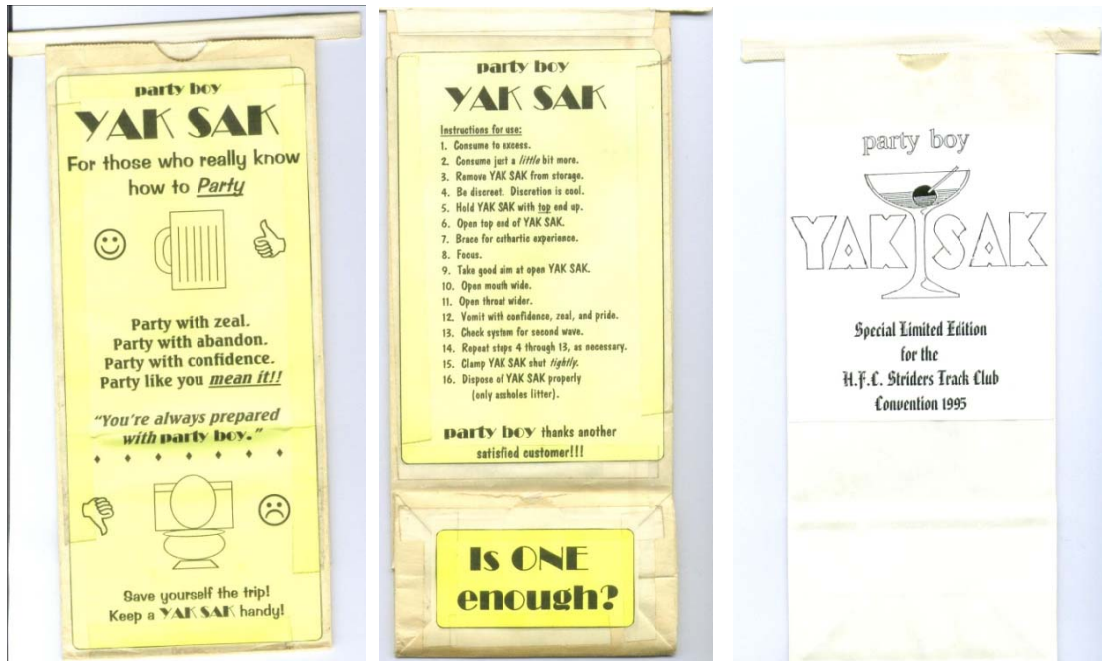 party boy
YAK SAK
For those who really know
how to Party
Party with zeal.
Party with abandon.
Party with confidence.
Party like you mean it!!
"You're always prepared
with party boy."
Save yourself the trip!
Keep a YAK SAK handy!
party boy
YAK SAK
Instructions for use:
1. Consume to excess.
2. Consume just a little bit more.
3. Remove YAK SAK from storage.
4. Be discreet. Discretion is cool.
5. Hold YAK SAK with top end up.
6. Open top end of YAK SAK.
7. Brace for cathartic experience.
8. Focus.
9. Take good aim at open YAK SAK.
10. Open mouth wide.
11. Open throat wider.
12. Vomit with confidence, zeal, and pride.
13. Check system for second wave.
14. Repeat steps 4 through 13, as necessary.
15. Clamp YAK SAK shut tightly.
16. Dispose of YAK SAK properly
(only assholes litter).
party boy thanks another
satisfied customer!!!
Is ONE
enough?
party boy
YAK SAK
Special Limited Edition
for the
H.F.C. Striders Track Club
Convention 1995